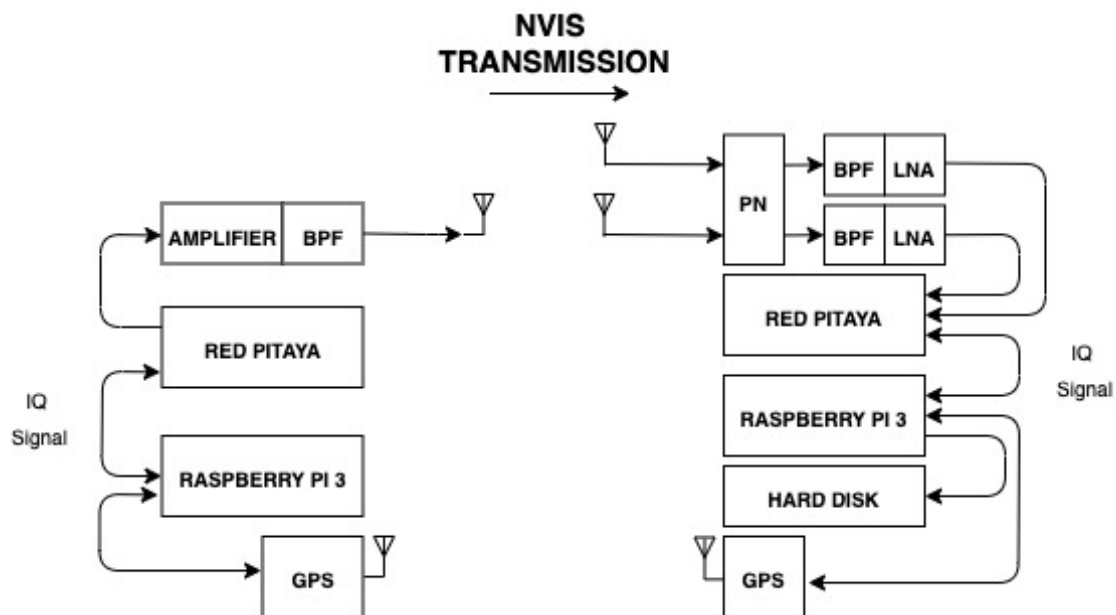 NVIS
TRANSMISSION
AMPLIFIER
BPF
RED PITAYA
IQ
Signal
RASPBERRY PI 3
GPS
PN
BPF
LNA
BPF
LNA
RED PITAYA
IQ
Signal
RASPBERRY PI 3
HARD DISK
GPS